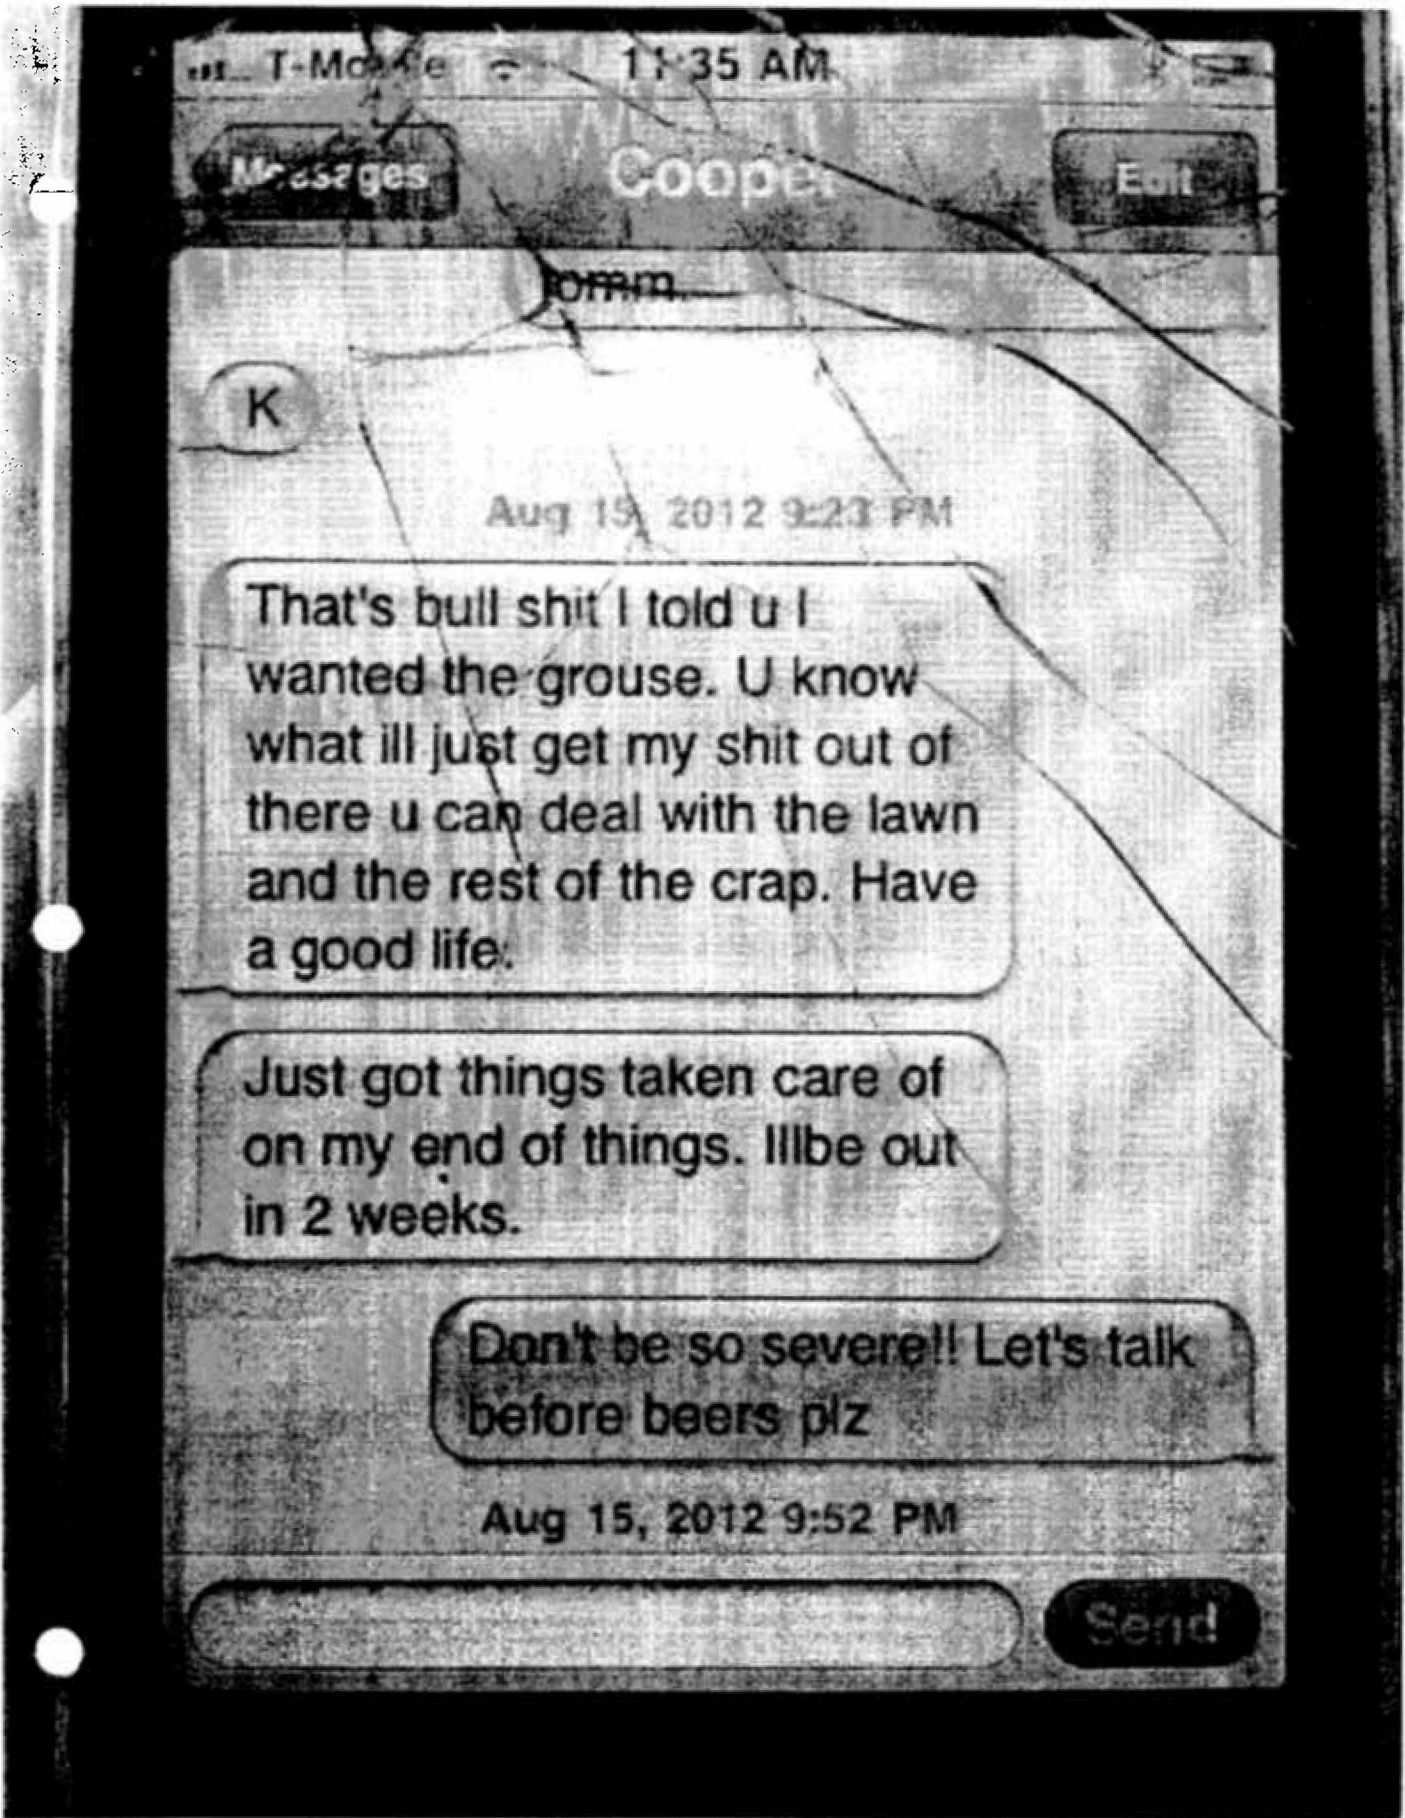 T-Mobile 11:35 AM
Messages Cooper Edit
tomm.
K
Aug 15, 2012 9:23 PM
That's bull shit I told u I
wanted the grouse. U know
what ill just get my shit out of
there u can deal with the lawn
and the rest of the crap. Have
a good life.
Just got things taken care of
on my end of things. Illlbe out
in 2 weeks.
Don't be so severe!! Let's talk
before beers plz
Aug 15, 2012 9:52 PM
Send